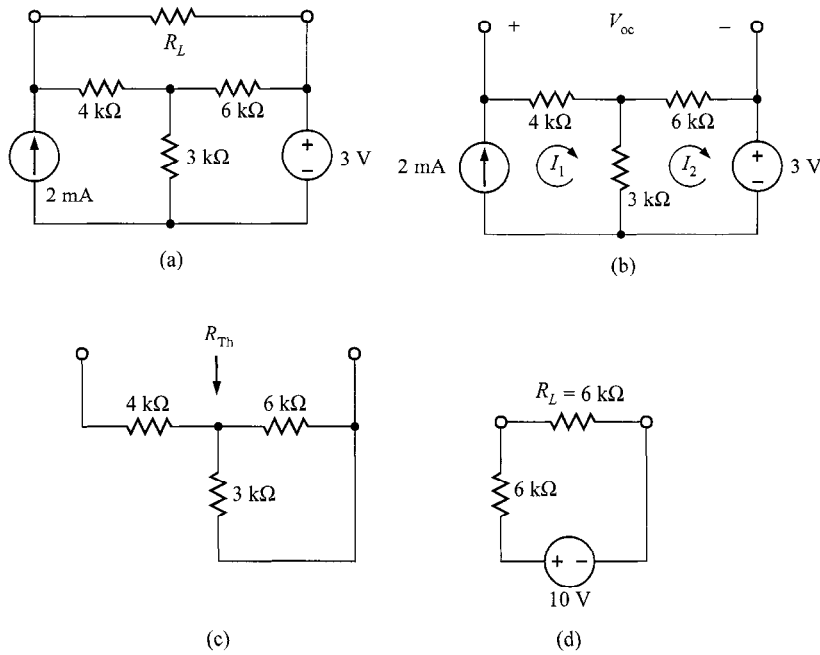 R_L
4 kΩ
6 kΩ
3 kΩ
2 mA
+
−
3 V
(a)
+ V_oc −
4 kΩ
6 kΩ
2 mA
I_1
I_2
3 kΩ
+
−
3 V
(b)
R_Th
4 kΩ
6 kΩ
3 kΩ
(c)
R_L = 6 kΩ
6 kΩ
+ −
10 V
(d)